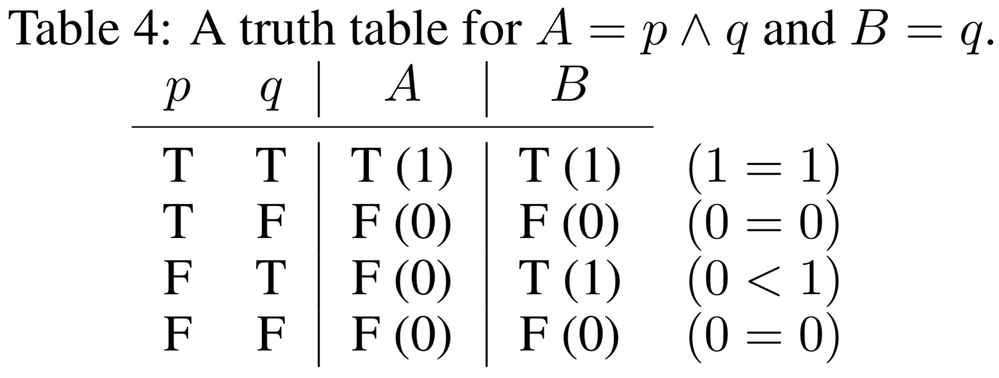 Table 4: A truth table for A = p ∧ q and B = q.
p q A B
T T T (1) T (1) (1 = 1)
T F F (0) F (0) (0 = 0)
F T F (0) T (1) (0 < 1)
F F F (0) F (0) (0 = 0)